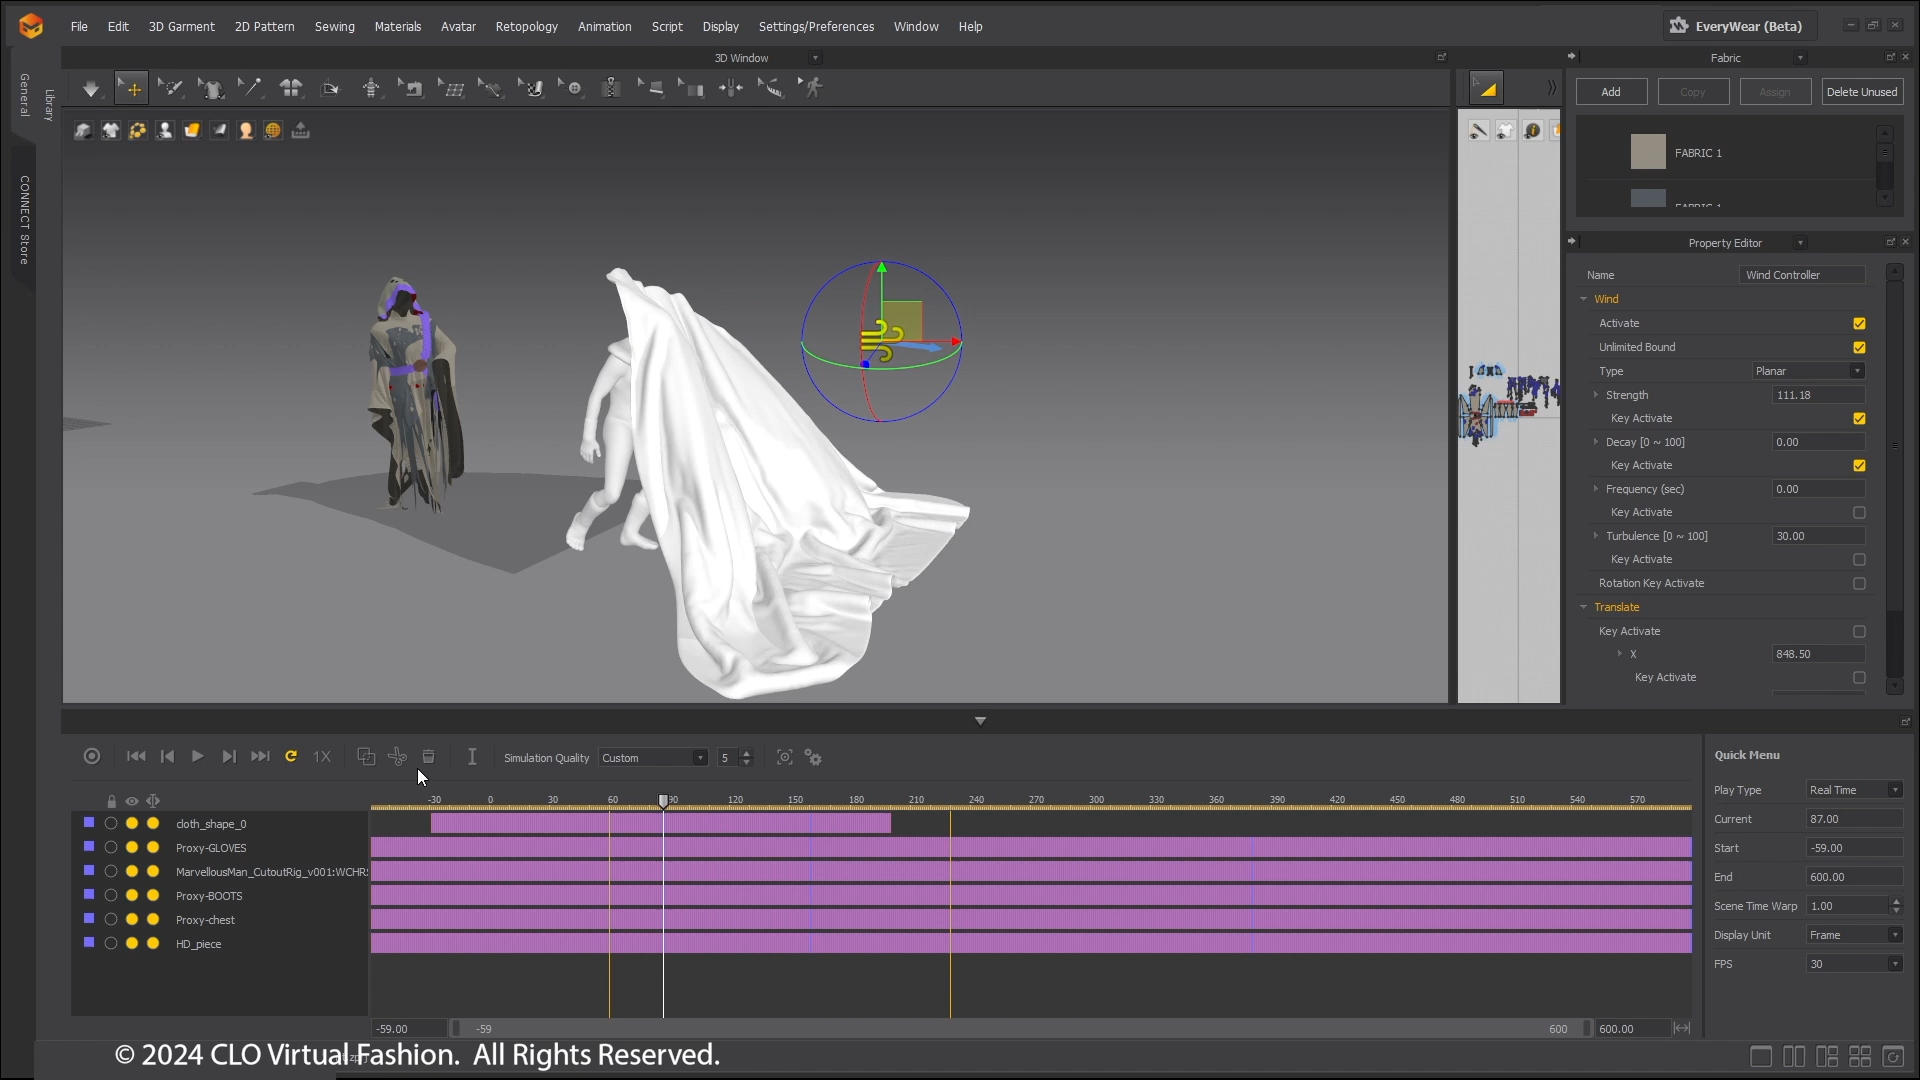 File Edit 3D Garment 2D Pattern Sewing Materials Avatar Retopology Animation Script Display Settings/Preferences Window Help
EveryWear (Beta)
General
Library
CONNECT Store
3D Window
Fabric
Add Copy Assign Delete Unused
FABRIC 1
FABRIC 1
Property Editor
Name Wind Controller
Wind
Activate
Unlimited Bound
Type Planar
Strength 111.18
Key Activate
Decay [0 ~ 100] 0.00
Key Activate
Frequency (sec) 0.00
Key Activate
Turbulence [0 ~ 100] 30.00
Key Activate
Rotation Key Activate
Translate
Key Activate
X 848.50
Key Activate
1X
Simulation Quality Custom 5
-30 0 30 60 90 120 150 180 210 240 270 300 330 360 390 420 450 480 510 540 570
cloth_shape_0
Proxy-GLOVES
MarvellousMan_CutoutRig_v001:WCHR
Proxy-BOOTS
Proxy-chest
HD_piece
-59.00 -59 600 600.00
Quick Menu
Play Type Real Time
Current 87.00
Start -59.00
End 600.00
Scene Time Warp 1.00
Display Unit Frame
FPS 30
© 2024 CLO Virtual Fashion. All Rights Reserved.